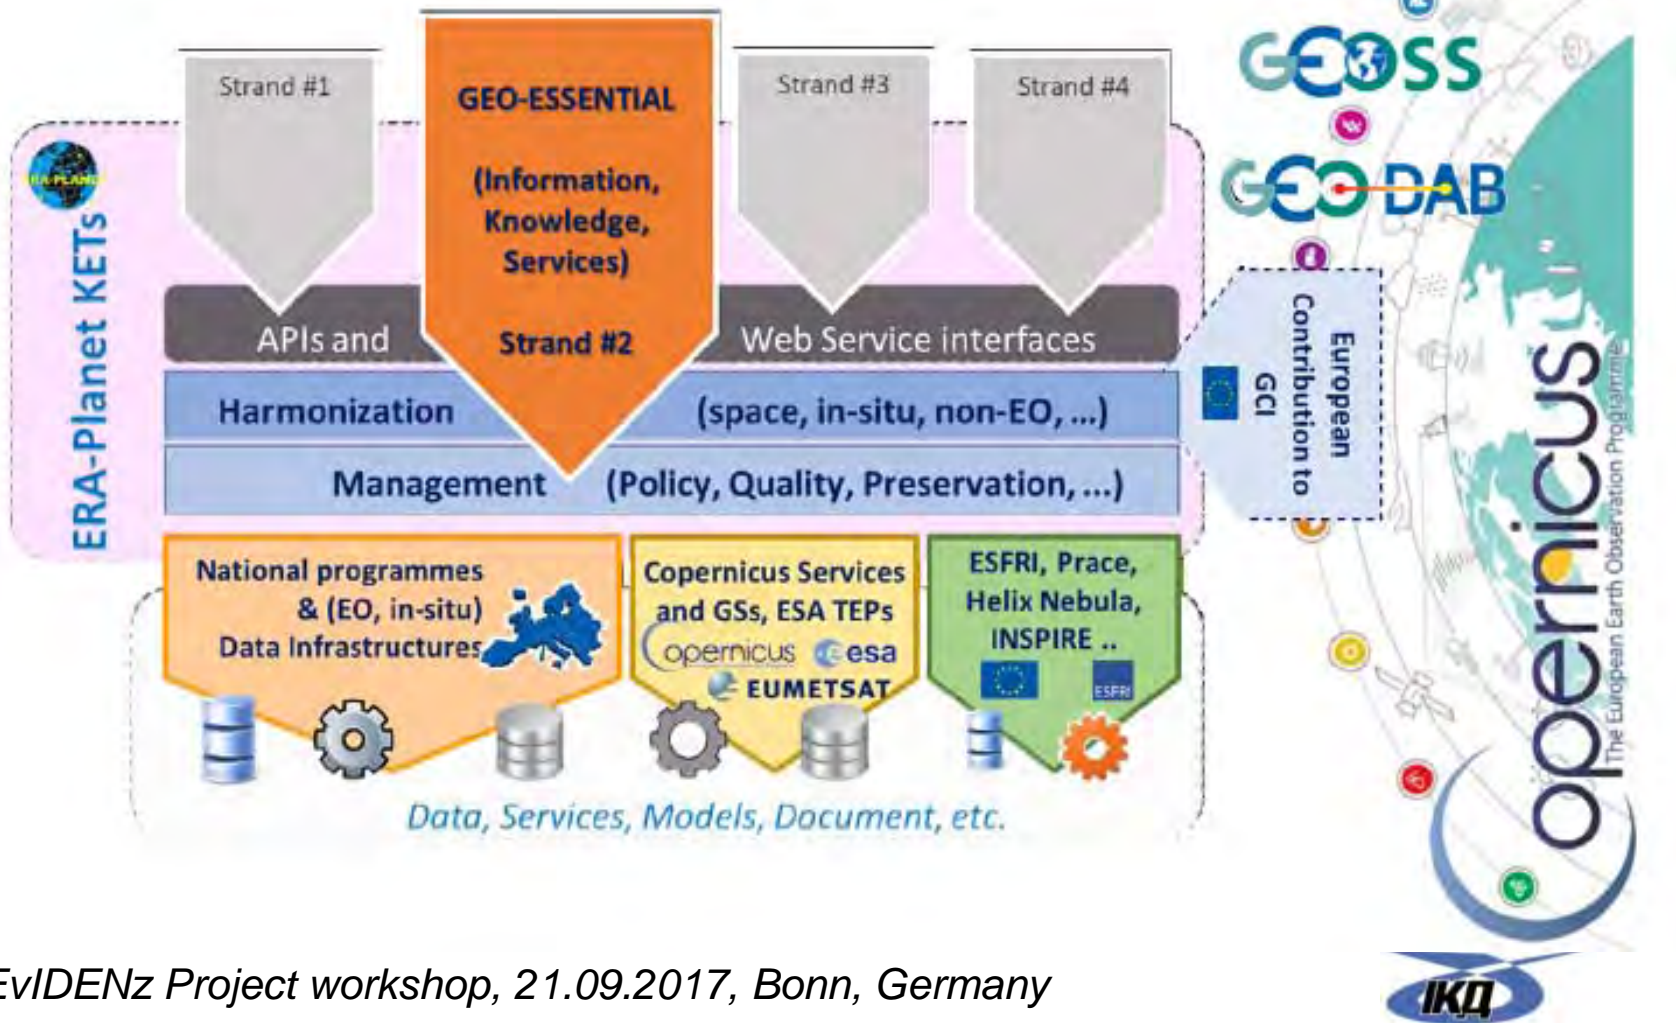 Strand #1
GEO-ESSENTIAL
(Information,
Knowledge,
Services)
Strand #2
Strand #3
Strand #4
ERA-PLANET
ERA-Planet KETs
APIs and
Web Service interfaces
Harmonization (space, in-situ, non-EO, ...)
Management (Policy, Quality, Preservation, ...)
National programmes
& (EO, in-situ)
Data Infrastructures
Copernicus Services
and GSs, ESA TEPs
opernicus esa
EUMETSAT
ESFRI, Prace,
Helix Nebula,
INSPIRE ..
ESFRI
Data, Services, Models, Document, etc.
GEOSS
GEO DAB
European
Contribution to
GCI
opernicus
The European Earth Observation Programme
EvIDENz Project workshop, 21.09.2017, Bonn, Germany
ІКД